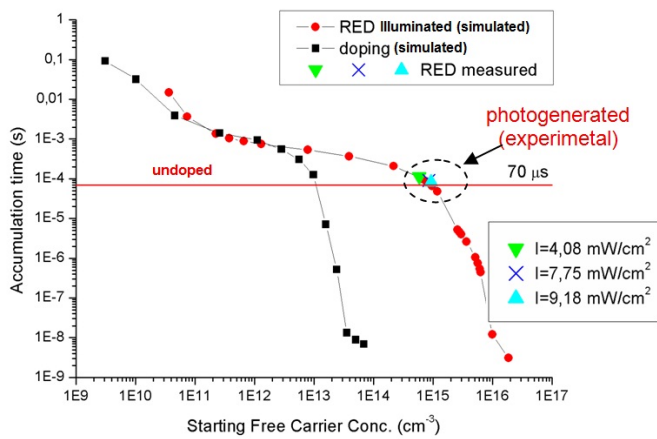 RED Illuminated (simulated)
doping (simulated)
RED measured
0,1
0,01
1E-3
1E-4
1E-5
1E-6
1E-7
1E-8
1E-9
Accumulation time (s)
undoped
photogenerated
(experimetal)
70 μs
I=4,08 mW/cm²
I=7,75 mW/cm²
I=9,18 mW/cm²
1E9 1E10 1E11 1E12 1E13 1E14 1E15 1E16 1E17
Starting Free Carrier Conc. (cm⁻³)